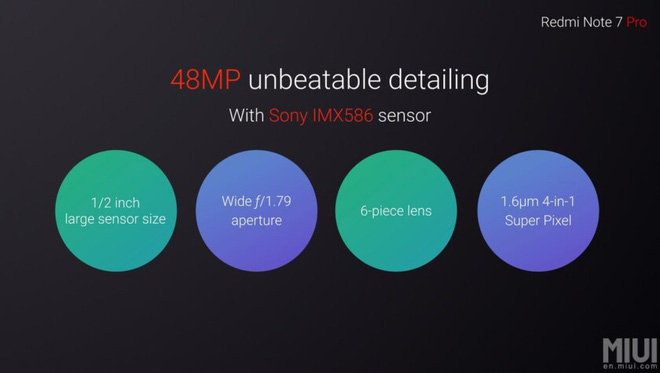 Redmi Note 7 Pro
48MP unbeatable detailing
With Sony IMX586 sensor
1/2 inch
large sensor size
Wide ƒ/1.79
aperture
6-piece lens
1.6μm 4-in-1
Super Pixel
MIUI
en.miui.com